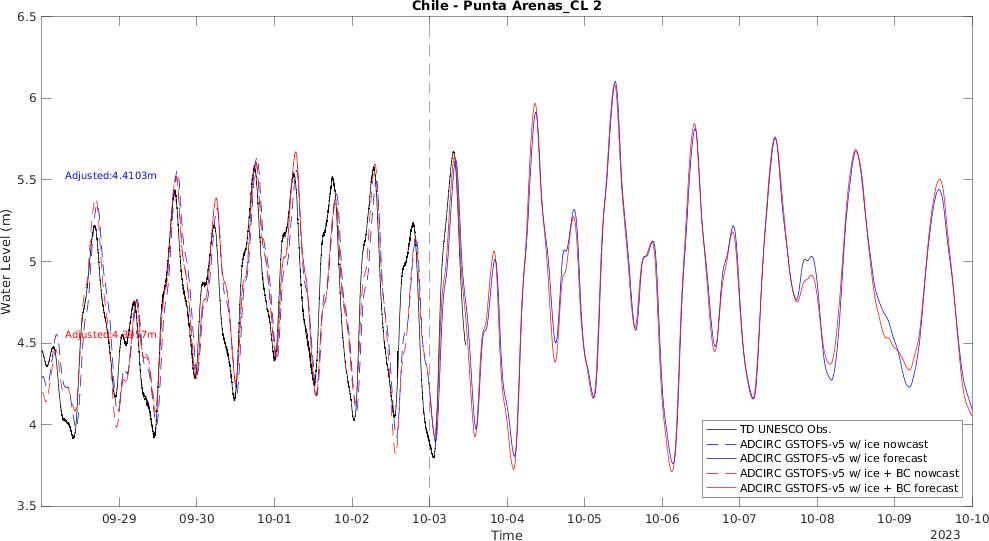 Chile - Punta Arenas_CL 2
6.5
6
5.5
5
4.5
4
3.5
Water Level (m)
Adjusted:4.4103m
TD UNESCO Obs.
ADCIRC GSTOFS-v5 w/ ice nowcast
ADCIRC GSTOFS-v5 w/ ice forecast
ADCIRC GSTOFS-v5 w/ ice + BC nowcast
ADCIRC GSTOFS-v5 w/ ice + BC forecast
09-29 09-30 10-01 10-02 10-03 10-04 10-05 10-06 10-07 10-08 10-09 10-10
Time
2023